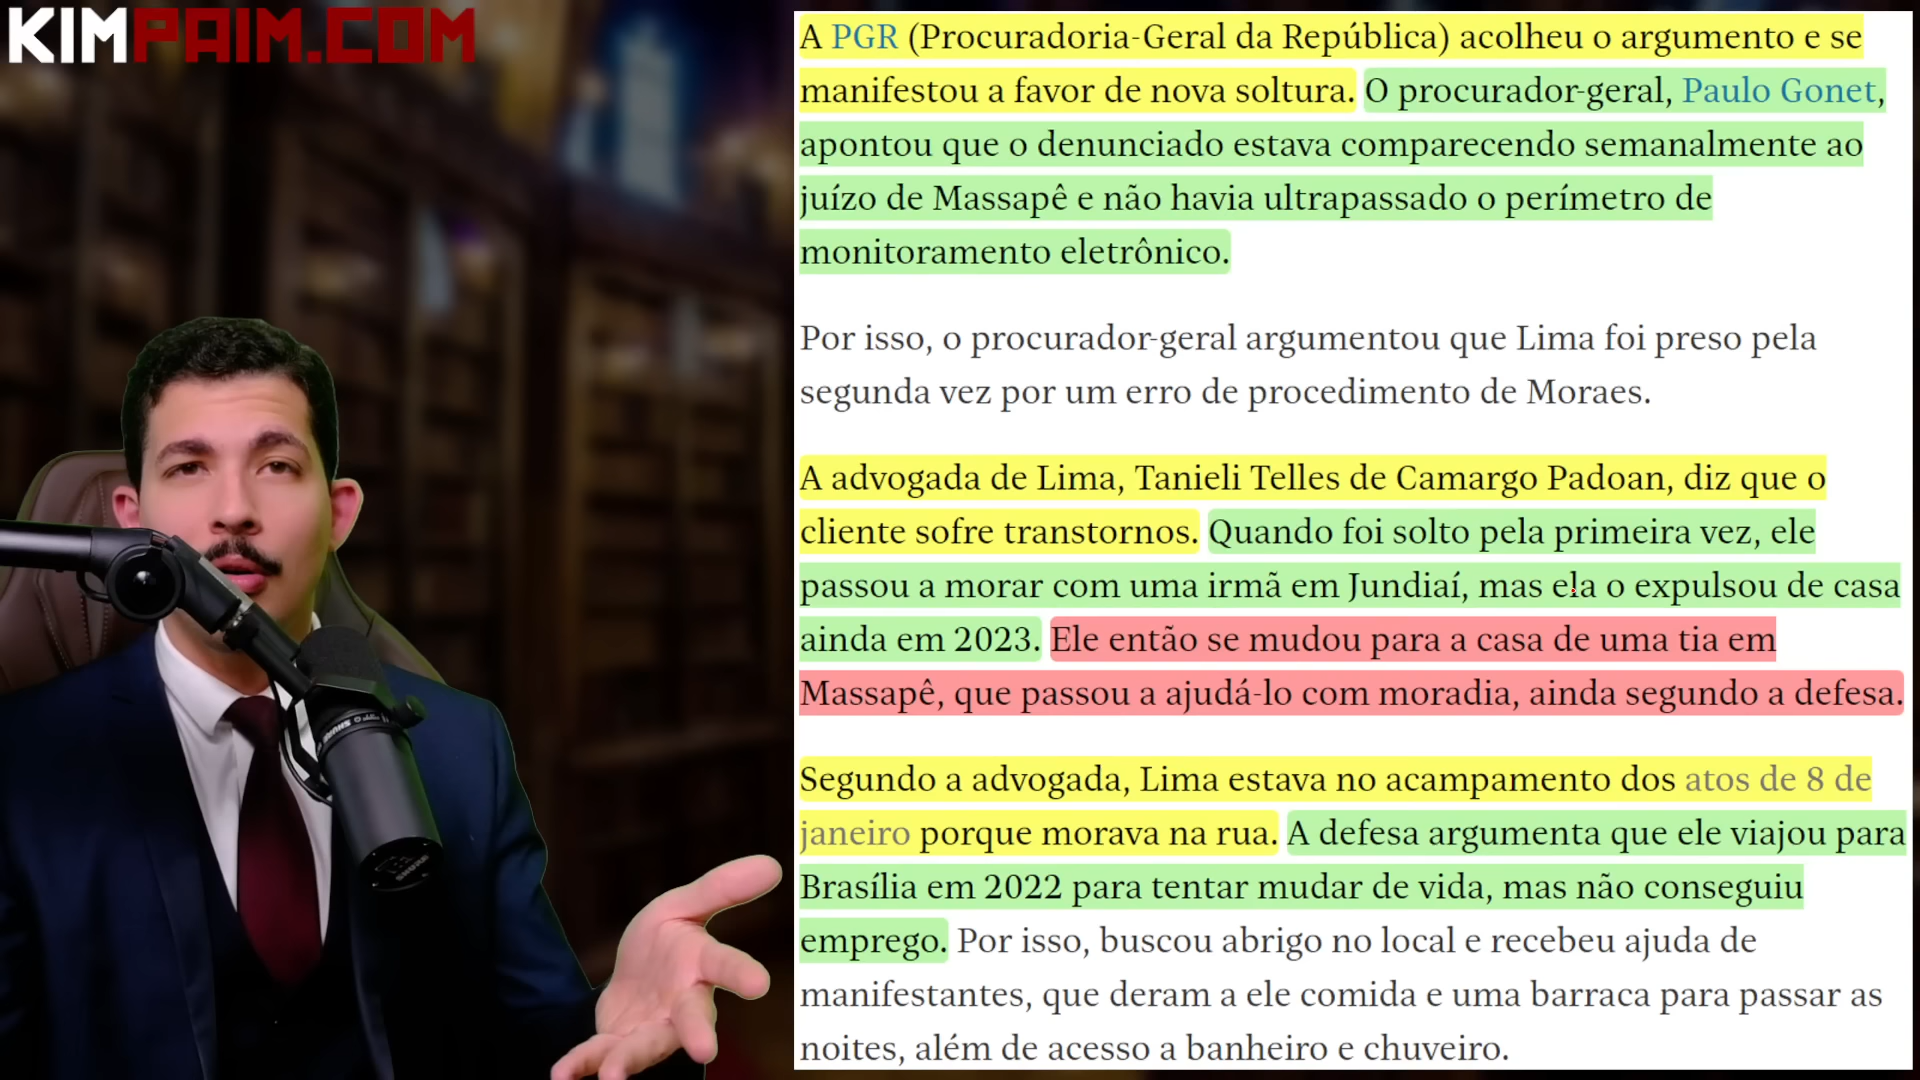 KIMPAIM.COM
A PGR (Procuradoria-Geral da República) acolheu o argumento e se
manifestou a favor de nova soltura. O procurador-geral, Paulo Gonet,
apontou que o denunciado estava comparecendo semanalmente ao
juízo de Massapê e não havia ultrapassado o perímetro de
monitoramento eletrônico.
Por isso, o procurador-geral argumentou que Lima foi preso pela
segunda vez por um erro de procedimento de Moraes.
A advogada de Lima, Tanieli Telles de Camargo Padoan, diz que o
cliente sofre transtornos. Quando foi solto pela primeira vez, ele
passou a morar com uma irmã em Jundiaí, mas ela o expulsou de casa
ainda em 2023. Ele então se mudou para a casa de uma tia em
Massapê, que passou a ajudá-lo com moradia, ainda segundo a defesa.
Segundo a advogada, Lima estava no acampamento dos atos de 8 de
janeiro porque morava na rua. A defesa argumenta que ele viajou para
Brasília em 2022 para tentar mudar de vida, mas não conseguiu
emprego. Por isso, buscou abrigo no local e recebeu ajuda de
manifestantes, que deram a ele comida e uma barraca para passar as
noites, além de acesso a banheiro e chuveiro.
SHURE